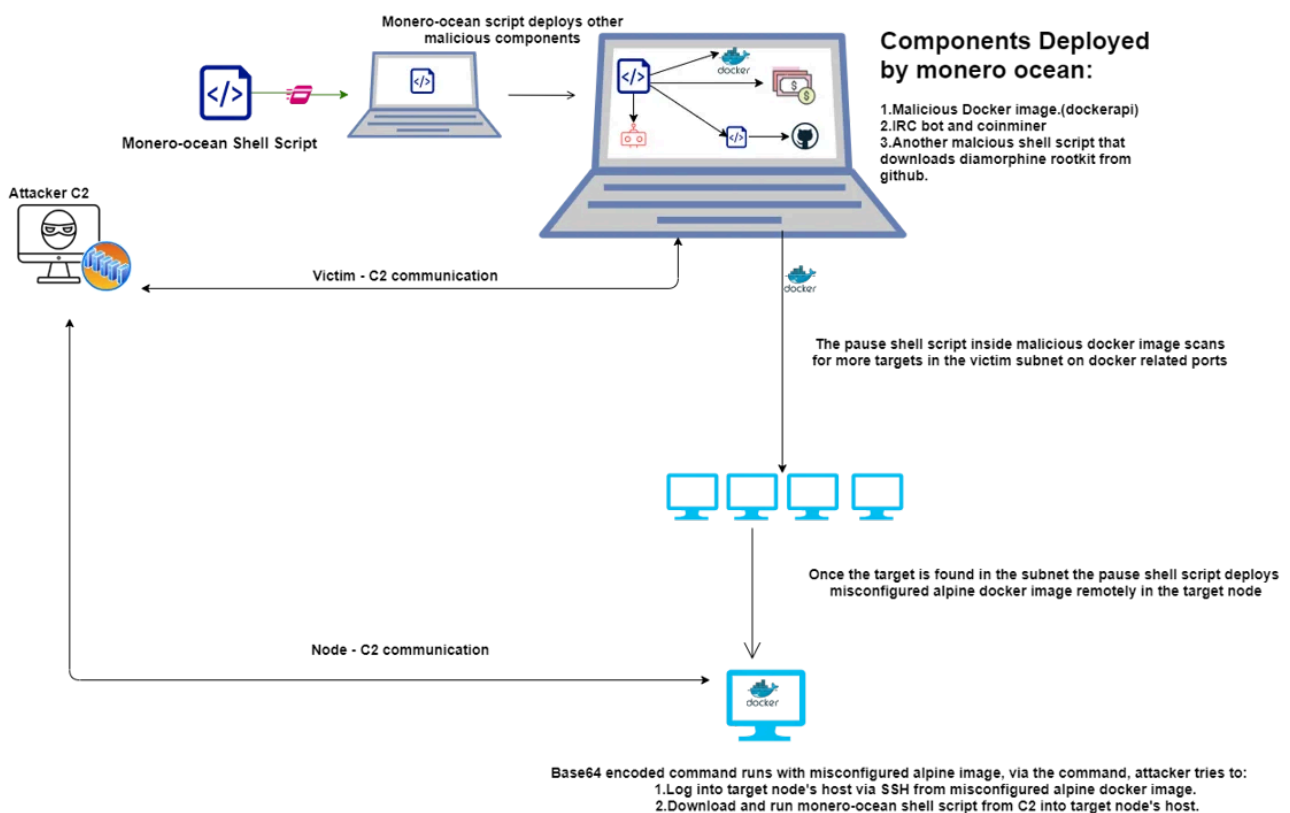 Monero-ocean script deploys other
malicious components
Components Deployed
by monero ocean:
docker
</>
</>
</>
</>
$
$
Monero-ocean Shell Script
1.Malicious Docker image.(dockerapi)
2.IRC bot and coinminer
3.Another malcious shell script that
downloads diamorphine rootkit from
github.
Attacker C2
Victim - C2 communication
docker
The pause shell script inside malicious docker image scans
for more targets in the victim subnet on docker related ports
Once the target is found in the subnet the pause shell script deploys
misconfigured alpine docker image remotely in the target node
Node - C2 communication
docker
Base64 encoded command runs with misconfigured alpine image, via the command, attacker tries to:
1.Log into target node's host via SSH from misconfigured alpine docker image.
2.Download and run monero-ocean shell script from C2 into target node's host.